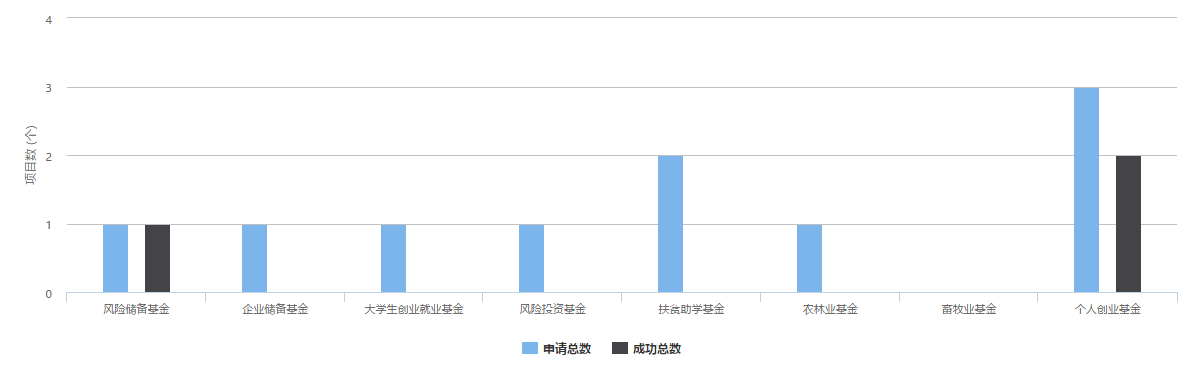 4
3
2
1
0
项目数 (个)
风险储备基金
企业储备基金
大学生创业就业基金
风险投资基金
扶贫助学基金
农林业基金
畜牧业基金
个人创业基金
申请总数
成功总数